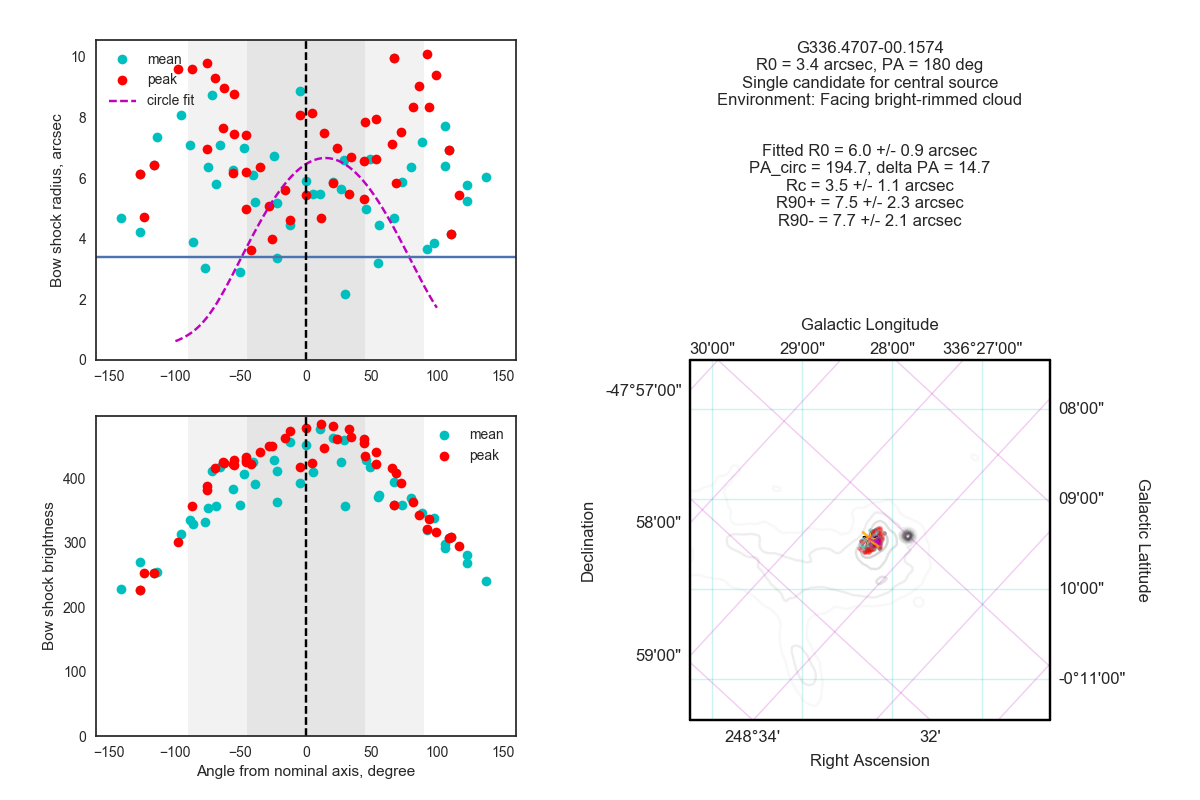 G336.4707-00.1574
R0 = 3.4 arcsec, PA = 180 deg
Single candidate for central source
Environment: Facing bright-rimmed cloud
Fitted R0 = 6.0 +/- 0.9 arcsec
PA_circ = 194.7, delta PA = 14.7
Rc = 3.5 +/- 1.1 arcsec
R90+ = 7.5 +/- 2.3 arcsec
R90- = 7.7 +/- 2.1 arcsec
mean
peak
circle fit
Bow shock radius, arcsec
10
8
6
4
2
0
−150 −100 −50 0 50 100 150
mean
peak
Bow shock brightness
400
300
200
100
0
−150 −100 −50 0 50 100 150
Angle from nominal axis, degree
Galactic Longitude
30'00" 29'00" 28'00" 336°27'00"
-47°57'00"
58'00"
59'00"
Declination
08'00"
09'00"
10'00"
-0°11'00"
Galactic Latitude
248°34' 32'
Right Ascension